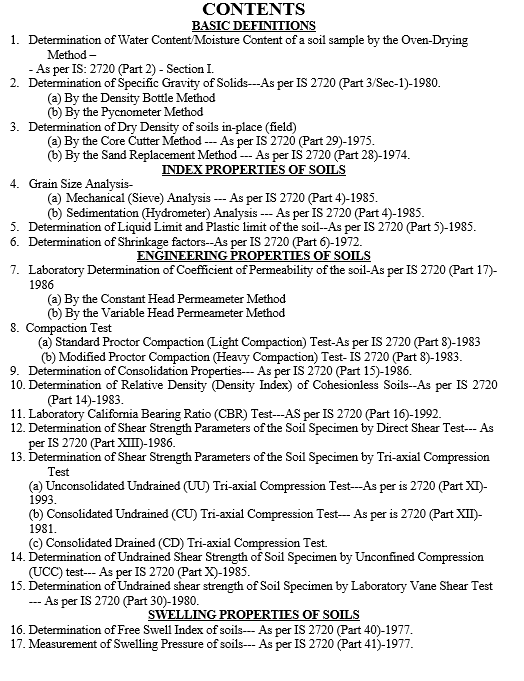 CONTENTS
BASIC DEFINITIONS
1. Determination of Water Content/Moisture Content of a soil sample by the Oven-Drying
Method –
- As per IS: 2720 (Part 2) - Section I.
2. Determination of Specific Gravity of Solids---As per IS 2720 (Part 3/Sec-1)-1980.
(a) By the Density Bottle Method
(b) By the Pycnometer Method
3. Determination of Dry Density of soils in-place (field)
(a) By the Core Cutter Method --- As per IS 2720 (Part 29)-1975.
(b) By the Sand Replacement Method --- As per IS 2720 (Part 28)-1974.
INDEX PROPERTIES OF SOILS
4. Grain Size Analysis-
(a) Mechanical (Sieve) Analysis --- As per IS 2720 (Part 4)-1985.
(b) Sedimentation (Hydrometer) Analysis --- As per IS 2720 (Part 4)-1985.
5. Determination of Liquid Limit and Plastic limit of the soil--As per IS 2720 (Part 5)-1985.
6. Determination of Shrinkage factors--As per IS 2720 (Part 6)-1972.
ENGINEERING PROPERTIES OF SOILS
7. Laboratory Determination of Coefficient of Permeability of the soil-As per IS 2720 (Part 17)-
1986
(a) By the Constant Head Permeameter Method
(b) By the Variable Head Permeameter Method
8. Compaction Test
(a) Standard Proctor Compaction (Light Compaction) Test-As per IS 2720 (Part 8)-1983
(b) Modified Proctor Compaction (Heavy Compaction) Test- IS 2720 (Part 8)-1983.
9. Determination of Consolidation Properties--- As per IS 2720 (Part 15)-1986.
10. Determination of Relative Density (Density Index) of Cohesionless Soils--As per IS 2720
(Part 14)-1983.
11. Laboratory California Bearing Ratio (CBR) Test---AS per IS 2720 (Part 16)-1992.
12. Determination of Shear Strength Parameters of the Soil Specimen by Direct Shear Test--- As
per IS 2720 (Part XIII)-1986.
13. Determination of Shear Strength Parameters of the Soil Specimen by Tri-axial Compression
Test
(a) Unconsolidated Undrained (UU) Tri-axial Compression Test---As per is 2720 (Part XI)-
1993.
(b) Consolidated Undrained (CU) Tri-axial Compression Test--- As per is 2720 (Part XII)-
1981.
(c) Consolidated Drained (CD) Tri-axial Compression Test.
14. Determination of Undrained Shear Strength of Soil Specimen by Unconfined Compression
(UCC) test--- As per IS 2720 (Part X)-1985.
15. Determination of Undrained shear strength of Soil Specimen by Laboratory Vane Shear Test
--- As per IS 2720 (Part 30)-1980.
SWELLING PROPERTIES OF SOILS
16. Determination of Free Swell Index of soils--- As per IS 2720 (Part 40)-1977.
17. Measurement of Swelling Pressure of soils--- As per IS 2720 (Part 41)-1977.